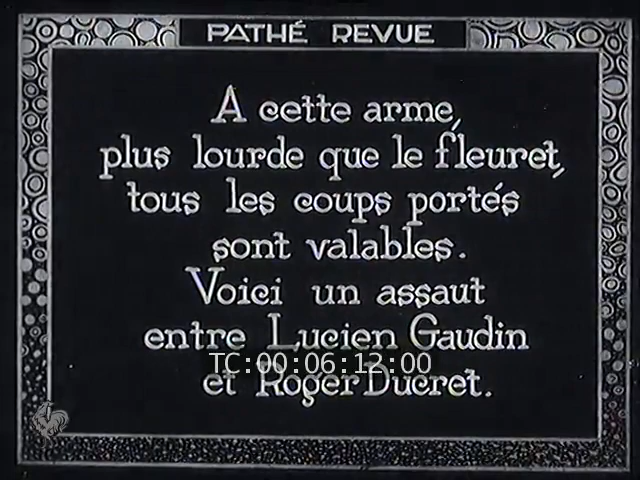 PATHÉ REVUE
A cette arme,
plus lourde que le fleuret,
tous les coups portés
sont valables.
Voici un assaut
entre Lucien Gaudin
TC:00:06:12:00
et Roger Ducret.